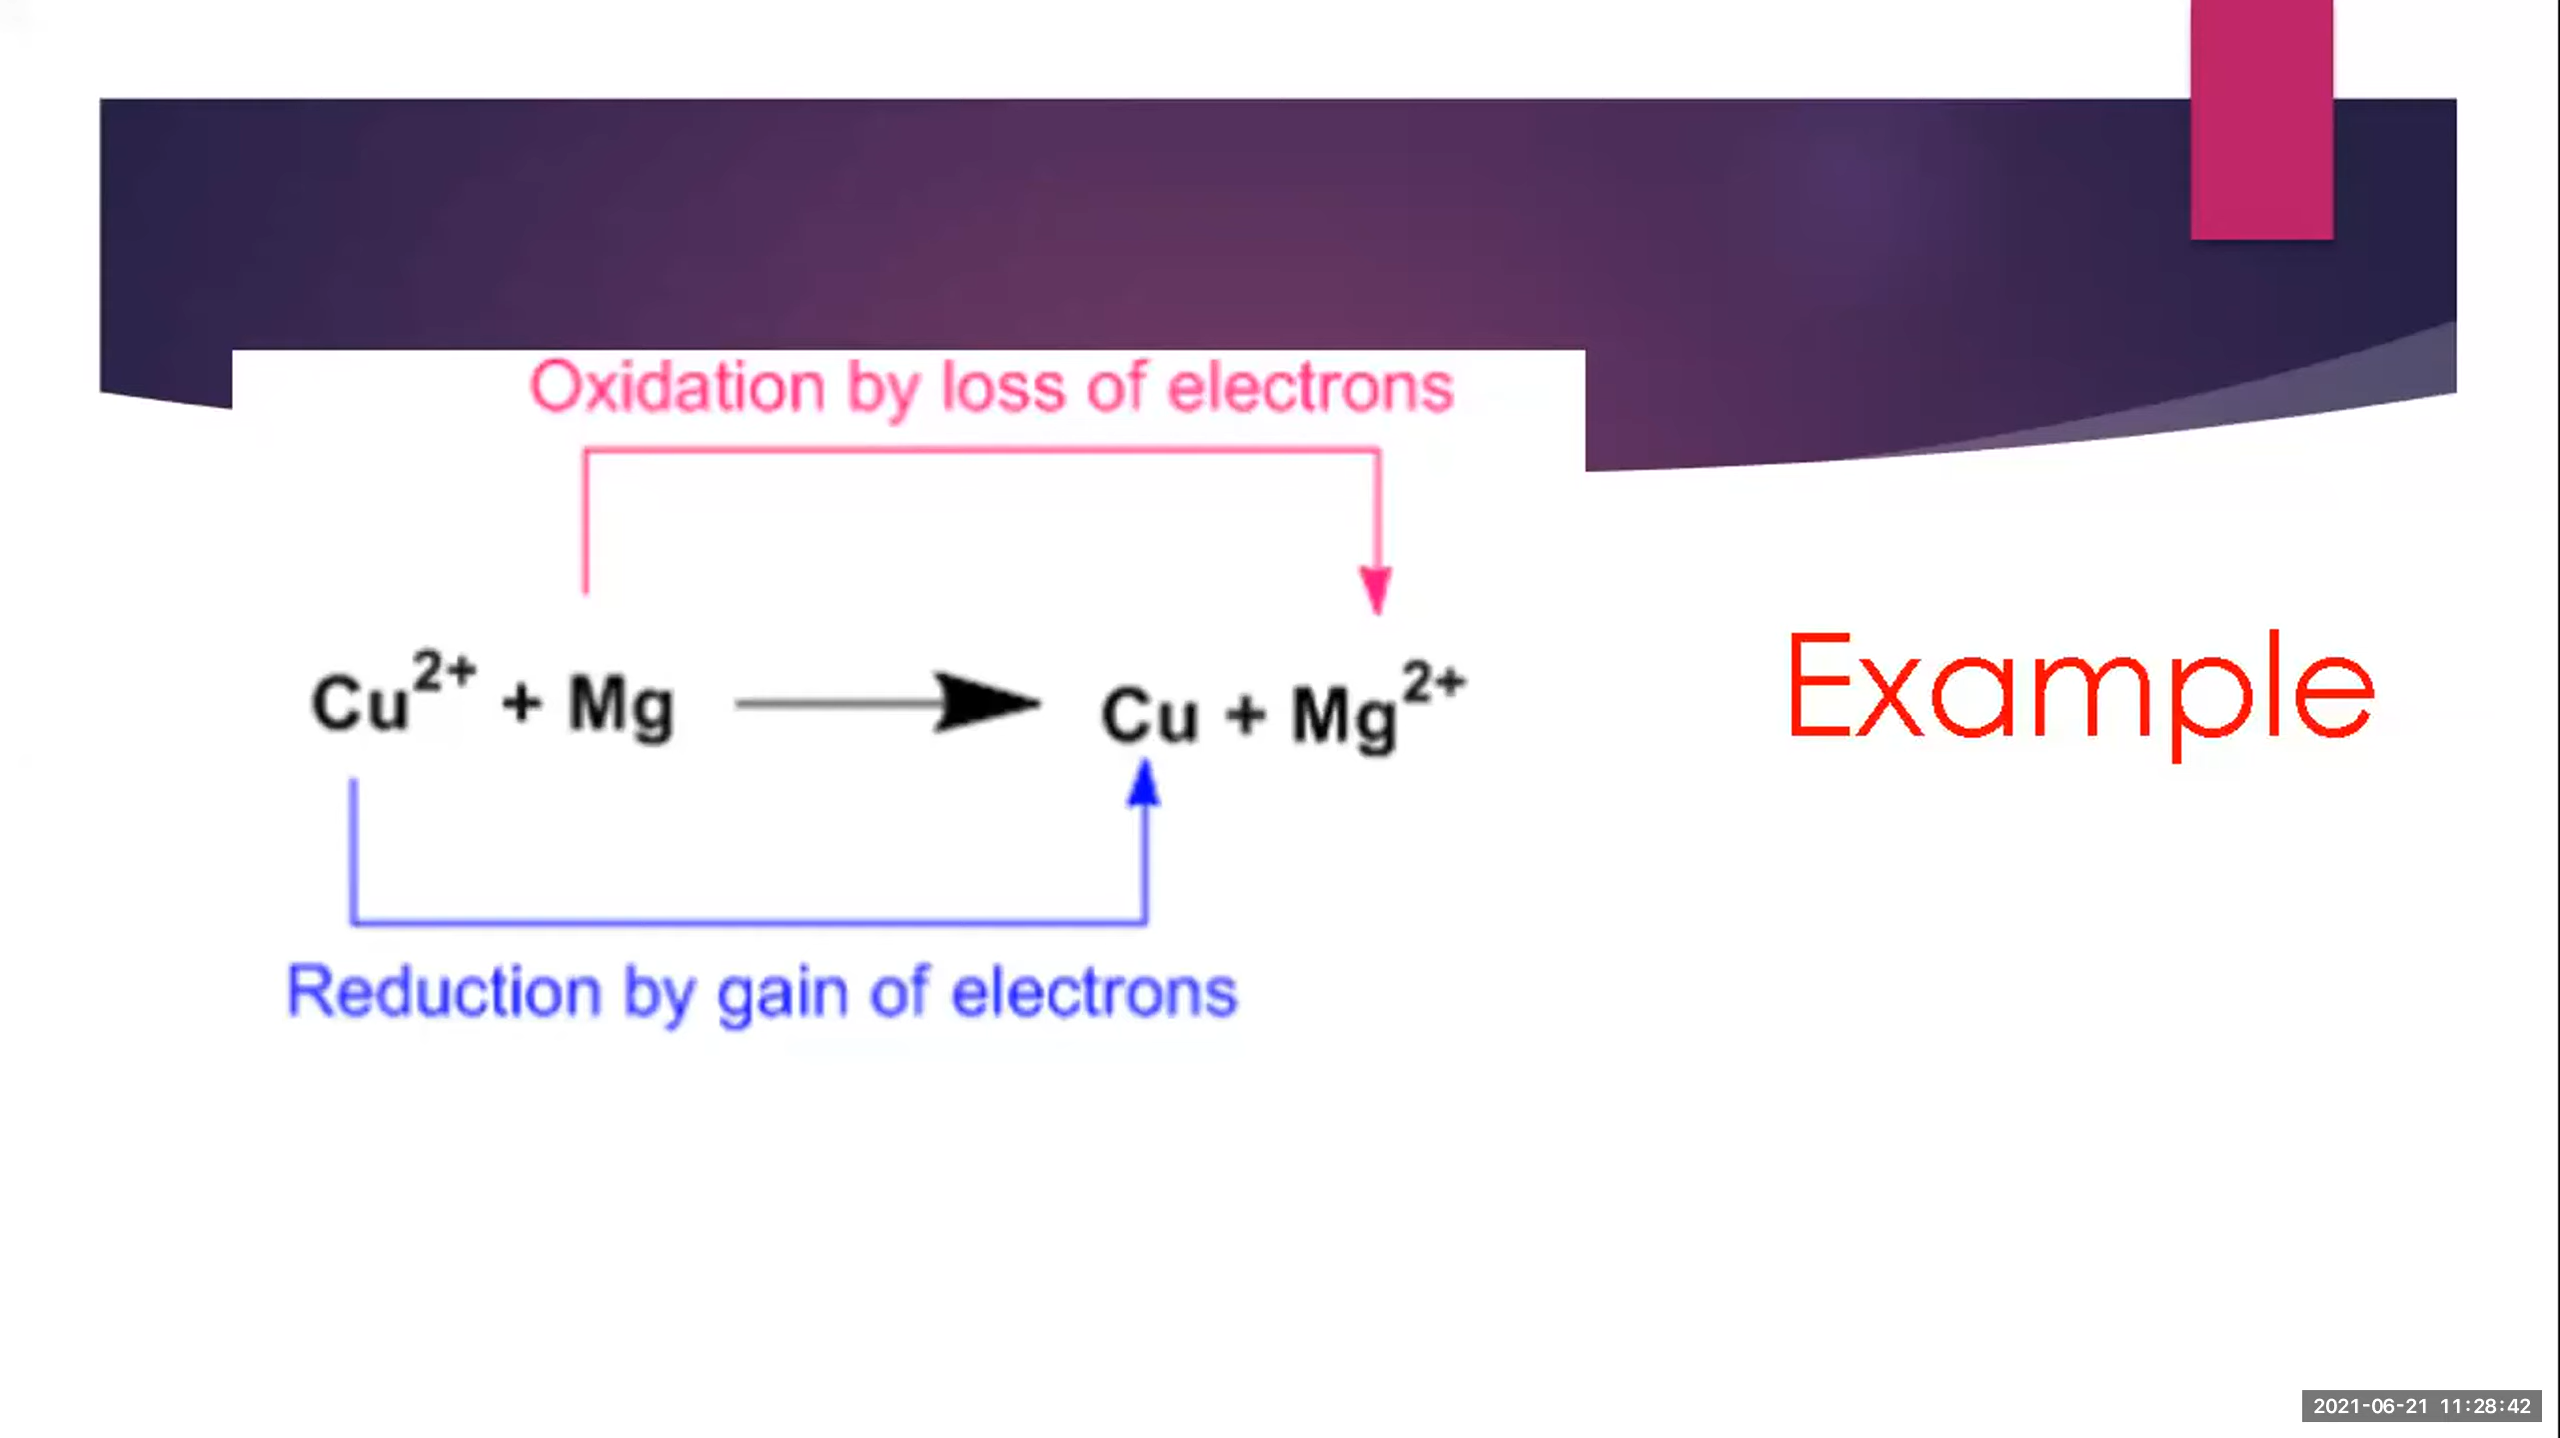 Oxidation by loss of electrons
Cu²⁺ + Mg ⟶ Cu + Mg²⁺
Example
Reduction by gain of electrons
2021-06-21 11:28:42